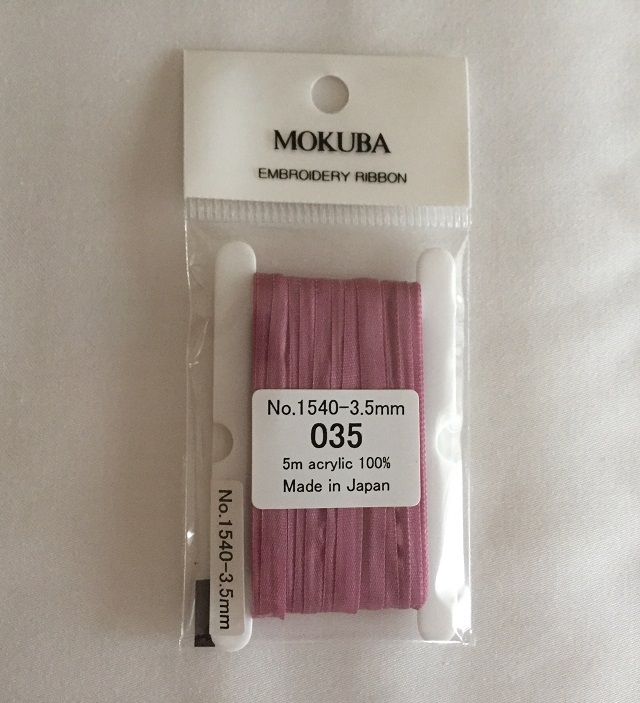 MOKUBA
EMBROIDERY RIBBON
No.1540-3.5mm
035
5m acrylic 100%
Made in Japan
No.1540-3.5mm